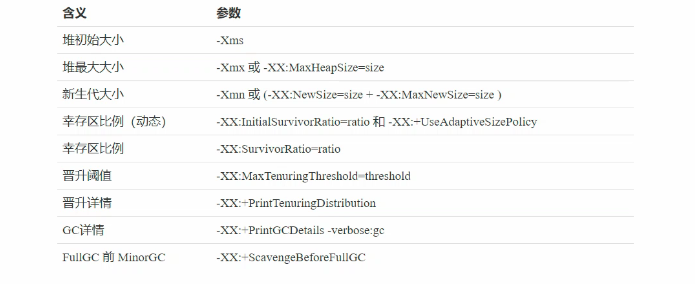 含义 参数
堆初始大小 -Xms
堆最大大小 -Xmx 或 -XX:MaxHeapSize=size
新生代大小 -Xmn 或 (-XX:NewSize=size + -XX:MaxNewSize=size )
幸存区比例（动态） -XX:InitialSurvivorRatio=ratio 和 -XX:+UseAdaptiveSizePolicy
幸存区比例 -XX:SurvivorRatio=ratio
晋升阈值 -XX:MaxTenuringThreshold=threshold
晋升详情 -XX:+PrintTenuringDistribution
GC详情 -XX:+PrintGCDetails -verbose:gc
FullGC 前 MinorGC -XX:+ScavengeBeforeFullGC